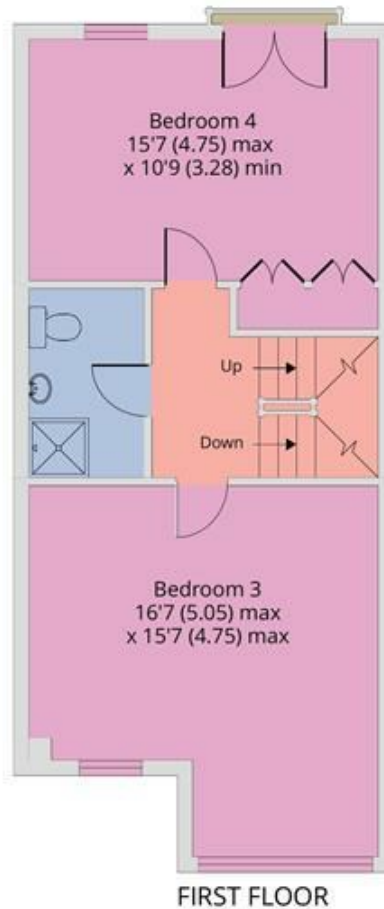 Bedroom 4
15'7 (4.75) max
x 10'9 (3.28) min
Up
Down
Bedroom 3
16'7 (5.05) max
x 15'7 (4.75) max
FIRST FLOOR